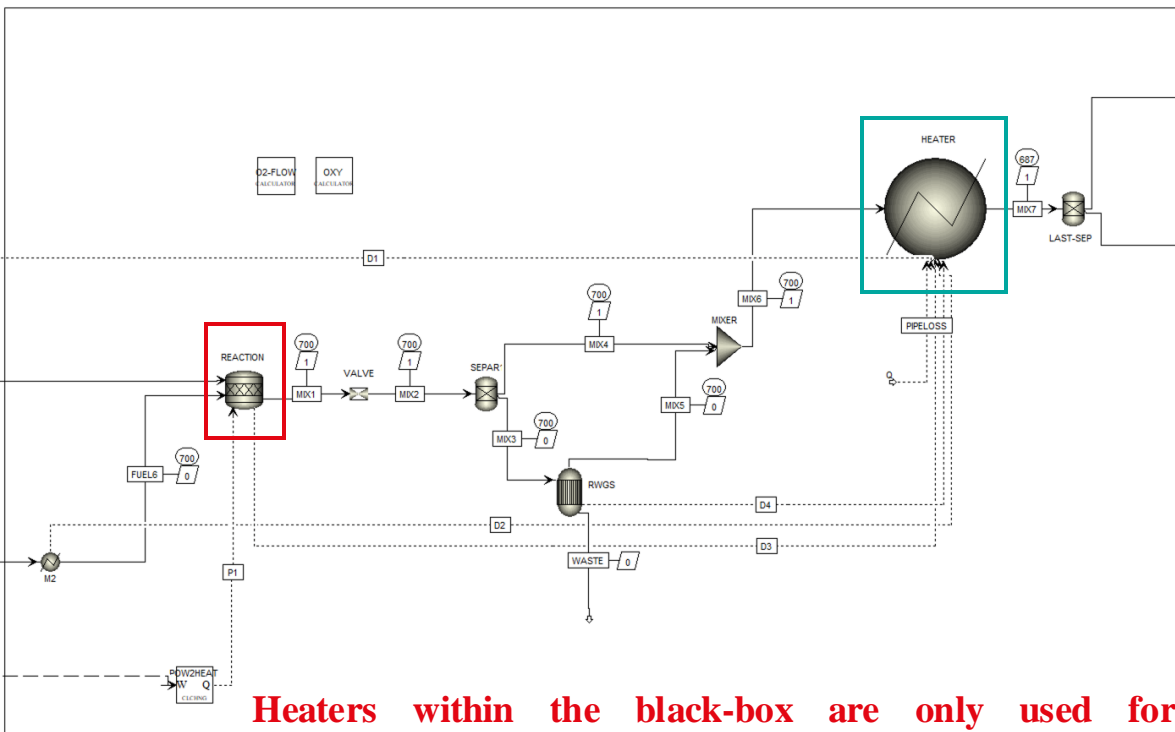 HEATER
687
1
MIX7
LAST-SEP
O2-FLOW
CALCULATOR
OXY
CALCULATOR
D1
700
1
MIX6
PIPELOSS
Q
700
1
MIX4
MIXER
REACTION
700
1
MIX1
VALVE
700
1
MIX2
SEPAR'
700
0
MIX5
700
0
MIX3
FUEL6
700
0
RWGS
D4
D2
D3
M2
P1
WASTE
0
POW2HEAT
W Q
CLCHNG
Heaters within the black-box are only used for